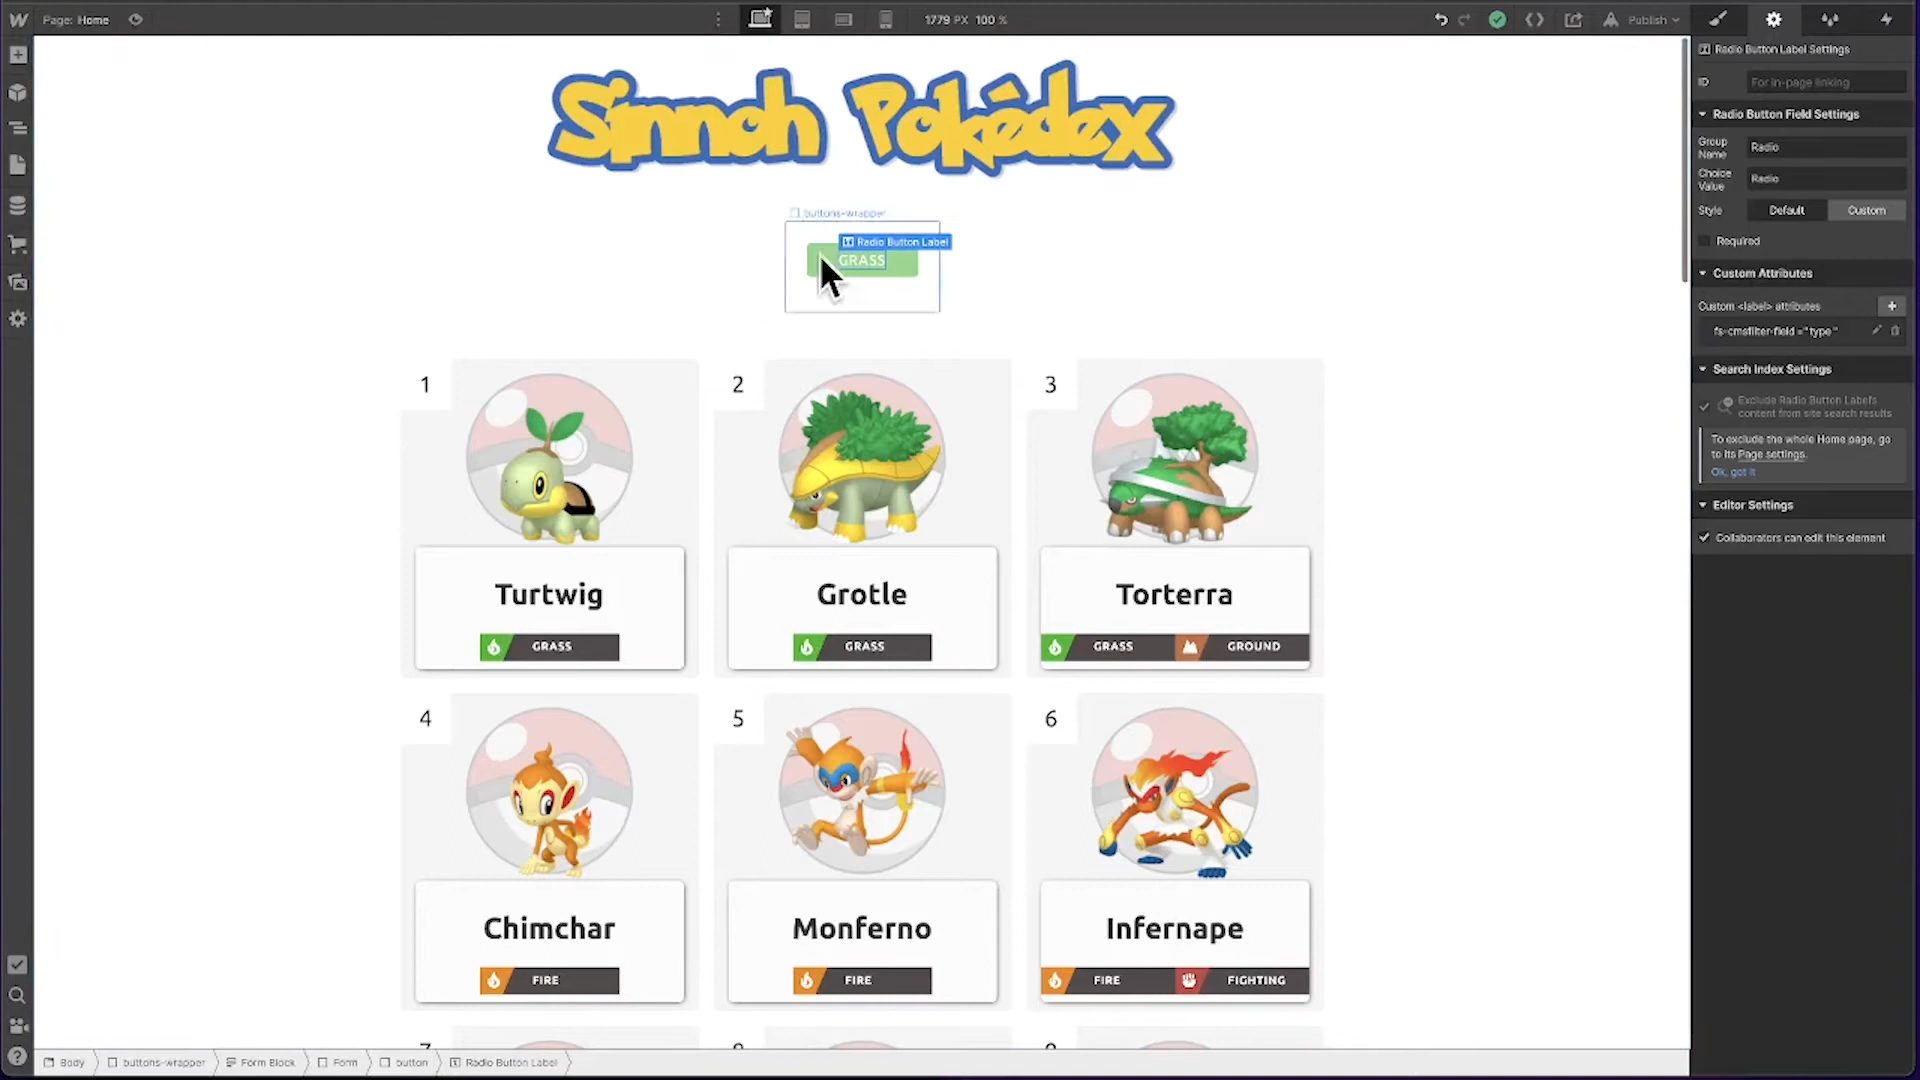 Page: Home
1779 PX 100 %
Publish
Radio Button Label Settings
ID For in-page linking
Radio Button Field Settings
Group Name Radio
Choice Value Radio
Style Default Custom
Required
Custom Attributes
Custom <label> attributes
fs-cmsfilter-field ="type"
Search Index Settings
Exclude Radio Button Label's
content from site search results
To exclude the whole Home page, go
to its Page settings.
Ok, got it
Editor Settings
Collaborators can edit this element
Sinnoh Pokédex
buttons-wrapper
Radio Button Label
GRASS
1
2
3
Turtwig
Grotle
Torterra
GRASS
GRASS
GRASS GROUND
4
5
6
Chimchar
Monferno
Infernape
FIRE
FIRE
FIRE FIGHTING
Body buttons-wrapper Form Block Form button Radio Button Label